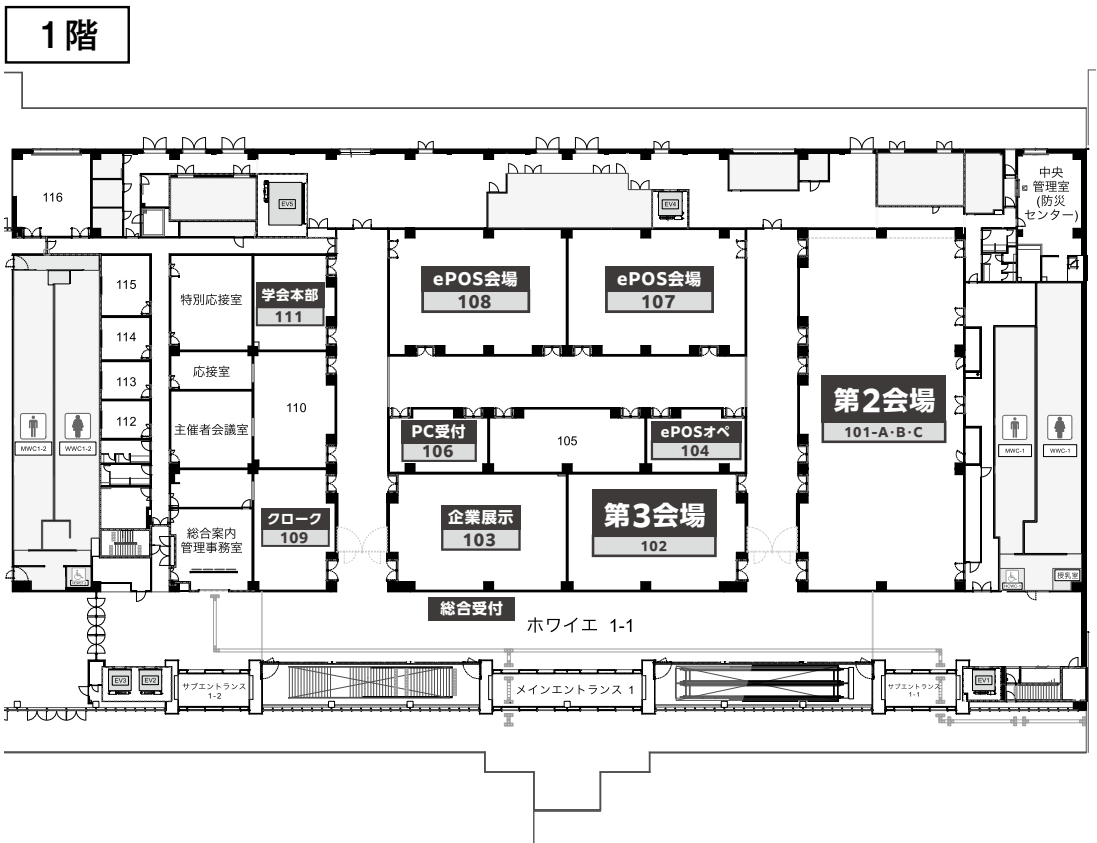 1階
116
EV5
EV4
中央
管理室
(防災
センター)
115
特別応接室
学会本部
111
ePOS会場
108
ePOS会場
107
114
応接室
113
110
第2会場
101-A・B・C
112
主催者会議室
PC受付
106
105
ePOSオペ
104
MWC1-2
WWC1-2
MWC-1
WWC-1
総合案内
管理事務室
クローク
109
企業展示
103
第3会場
102
授乳室
総合受付
ホワイエ 1-1
EV3
EV2
サブエントランス
1-2
メインエントランス 1
サブエントランス
1-1
EV1